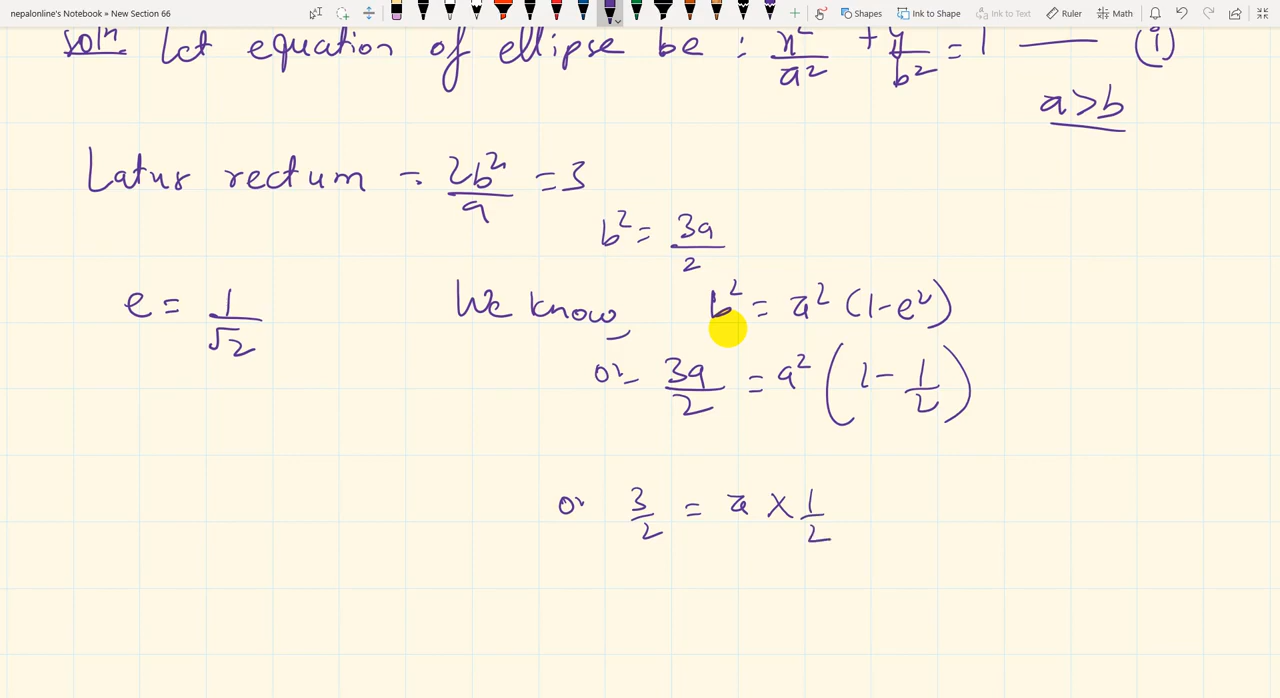 nepalonline's Notebook » New Section 66
Shapes Ink to Shape Ink to Text Ruler Math
soln Let equation of ellipse be : x²/a² + y/b² = 1 —— (i)
a>b
Latus rectum = 2b²/a = 3
b² = 3a/2
e = 1/√2 We know, b² = a² (1-e²)
or 3a/2 = a² (1 - 1/2)
or 3/2 = a × 1/2